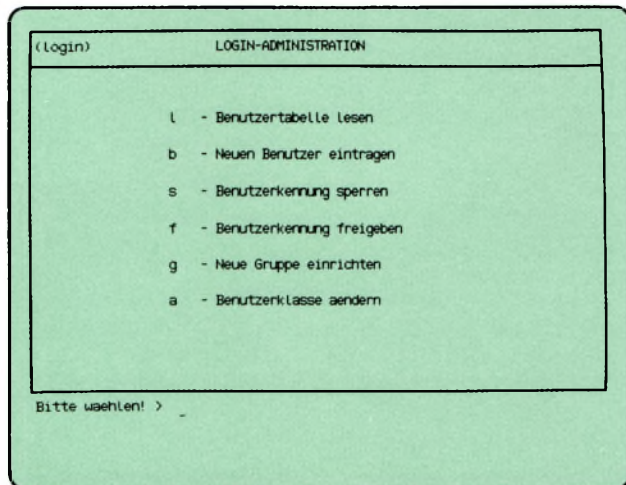 (login) LOGIN-ADMINISTRATION
l - Benutzertabelle lesen
b - Neuen Benutzer eintragen
s - Benutzerkennung sperren
f - Benutzerkennung freigeben
g - Neue Gruppe einrichten
a - Benutzerklasse aendern
Bitte waehlen! > _